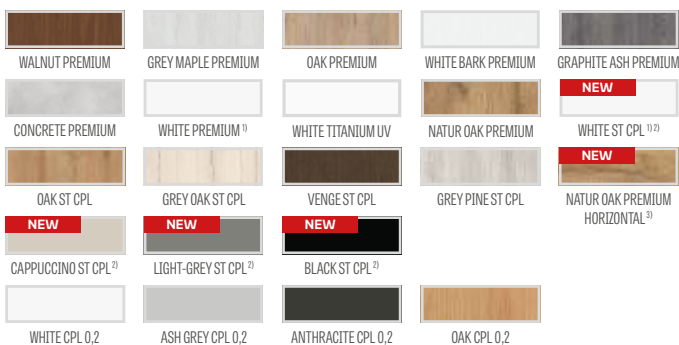 WALNUT PREMIUM
GREY MAPLE PREMIUM
OAK PREMIUM
WHITE BARK PREMIUM
GRAPHITE ASH PREMIUM
NEW
CONCRETE PREMIUM
WHITE PREMIUM 1)
WHITE TITANIUM UV
NATUR OAK PREMIUM
WHITE ST CPL 1) 2)
NEW
OAK ST CPL
GREY OAK ST CPL
VENGE ST CPL
GREY PINE ST CPL
NATUR OAK PREMIUM
HORIZONTAL 3)
NEW
NEW
NEW
CAPPUCCINO ST CPL 2)
LIGHT-GREY ST CPL 2)
BLACK ST CPL 2)
WHITE CPL 0,2
ASH GREY CPL 0,2
ANTHRACITE CPL 0,2
OAK CPL 0,2